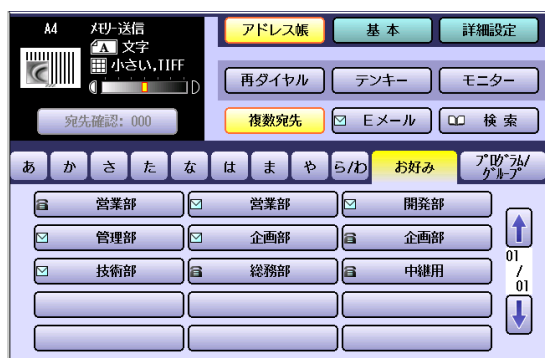 A4 ﾒﾓﾘｰ送信
A 文字
小さい,TIFF
D
宛先確認: 000
アドレス帳 基本 詳細設定
再ダイヤル テンキー モニター
複数宛先 Eメール 検索
あ か さ た な は ま や ら/わ お好み ﾌﾟﾛｸﾞﾗﾑ/
ｸﾞﾙｰﾌﾟ
営業部 営業部 開発部
管理部 企画部 企画部
技術部 総務部 中継用
01
/
01